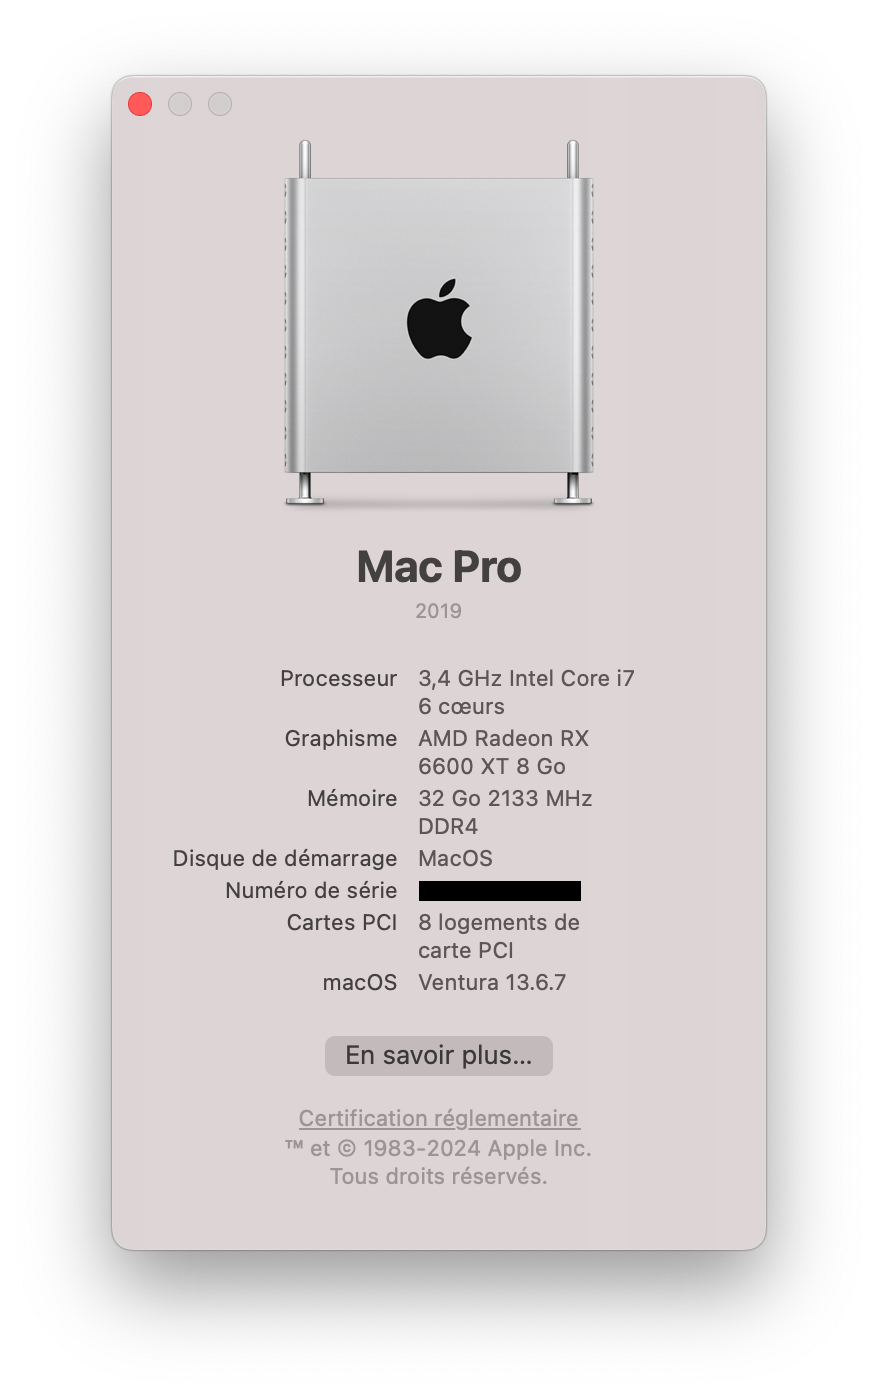 Mac Pro
2019
Processeur 3,4 GHz Intel Core i7
6 cœurs
Graphisme AMD Radeon RX
6600 XT 8 Go
Mémoire 32 Go 2133 MHz
DDR4
Disque de démarrage MacOS
Numéro de série
Cartes PCI 8 logements de
carte PCI
macOS Ventura 13.6.7
En savoir plus...
Certification réglementaire
™ et © 1983-2024 Apple Inc.
Tous droits réservés.